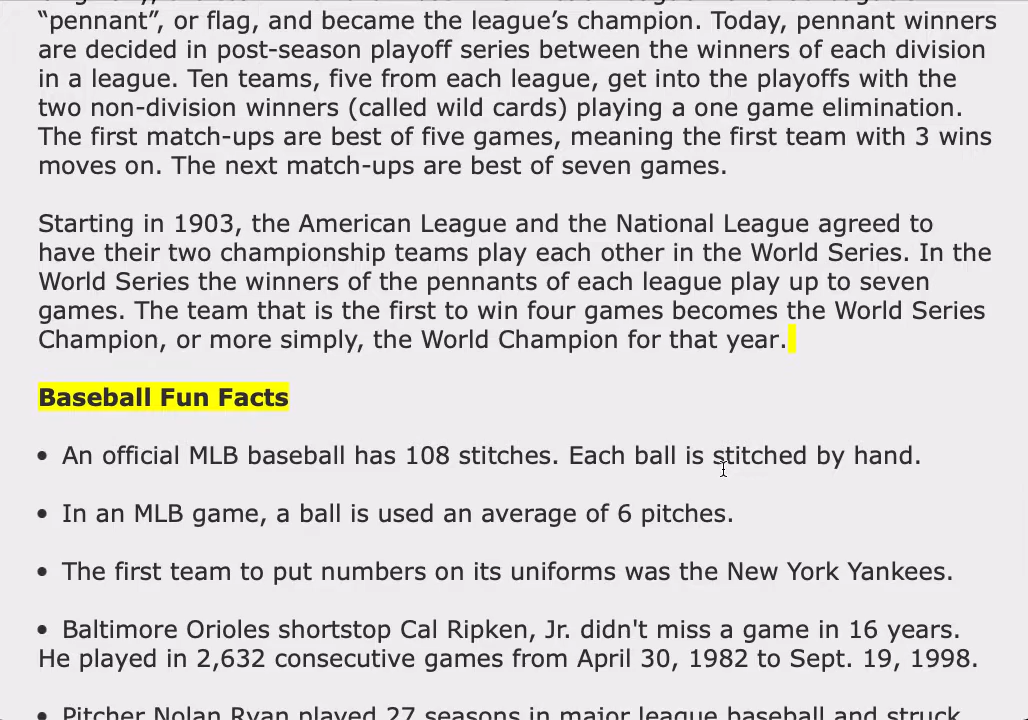 “pennant”, or flag, and became the league’s champion. Today, pennant winners
are decided in post-season playoff series between the winners of each division
in a league. Ten teams, five from each league, get into the playoffs with the
two non-division winners (called wild cards) playing a one game elimination.
The first match-ups are best of five games, meaning the first team with 3 wins
moves on. The next match-ups are best of seven games.
Starting in 1903, the American League and the National League agreed to
have their two championship teams play each other in the World Series. In the
World Series the winners of the pennants of each league play up to seven
games. The team that is the first to win four games becomes the World Series
Champion, or more simply, the World Champion for that year.
Baseball Fun Facts
• An official MLB baseball has 108 stitches. Each ball is stitched by hand.
• In an MLB game, a ball is used an average of 6 pitches.
• The first team to put numbers on its uniforms was the New York Yankees.
• Baltimore Orioles shortstop Cal Ripken, Jr. didn't miss a game in 16 years.
He played in 2,632 consecutive games from April 30, 1982 to Sept. 19, 1998.
• Pitcher Nolan Ryan played 27 seasons in major league baseball and struck